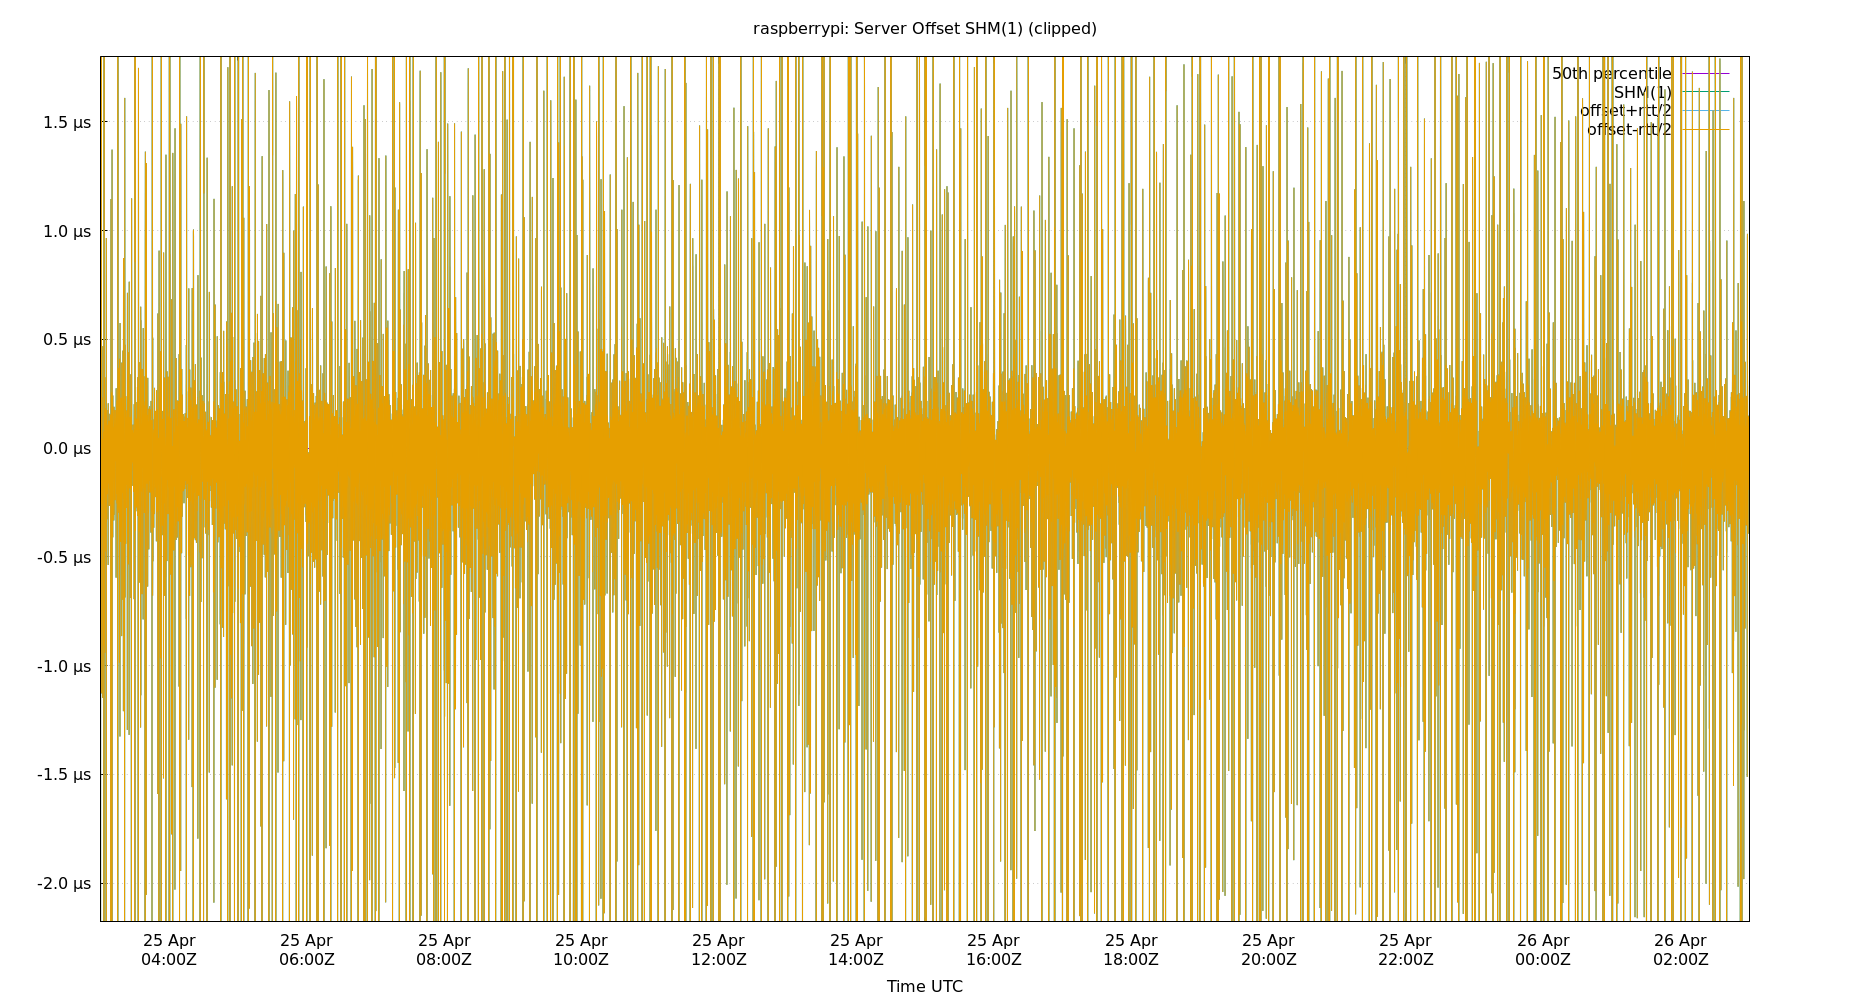 raspberrypi: Server Offset SHM(1) (clipped)
50th percentile
SHM(1)
offset+rtt/2
offset-rtt/2
1.5 µs
1.0 µs
0.5 µs
0.0 µs
-0.5 µs
-1.0 µs
-1.5 µs
-2.0 µs
25 Apr 25 Apr 25 Apr 25 Apr 25 Apr 25 Apr 25 Apr 25 Apr 25 Apr 25 Apr 26 Apr 26 Apr
04:00Z 06:00Z 08:00Z 10:00Z 12:00Z 14:00Z 16:00Z 18:00Z 20:00Z 22:00Z 00:00Z 02:00Z
Time UTC